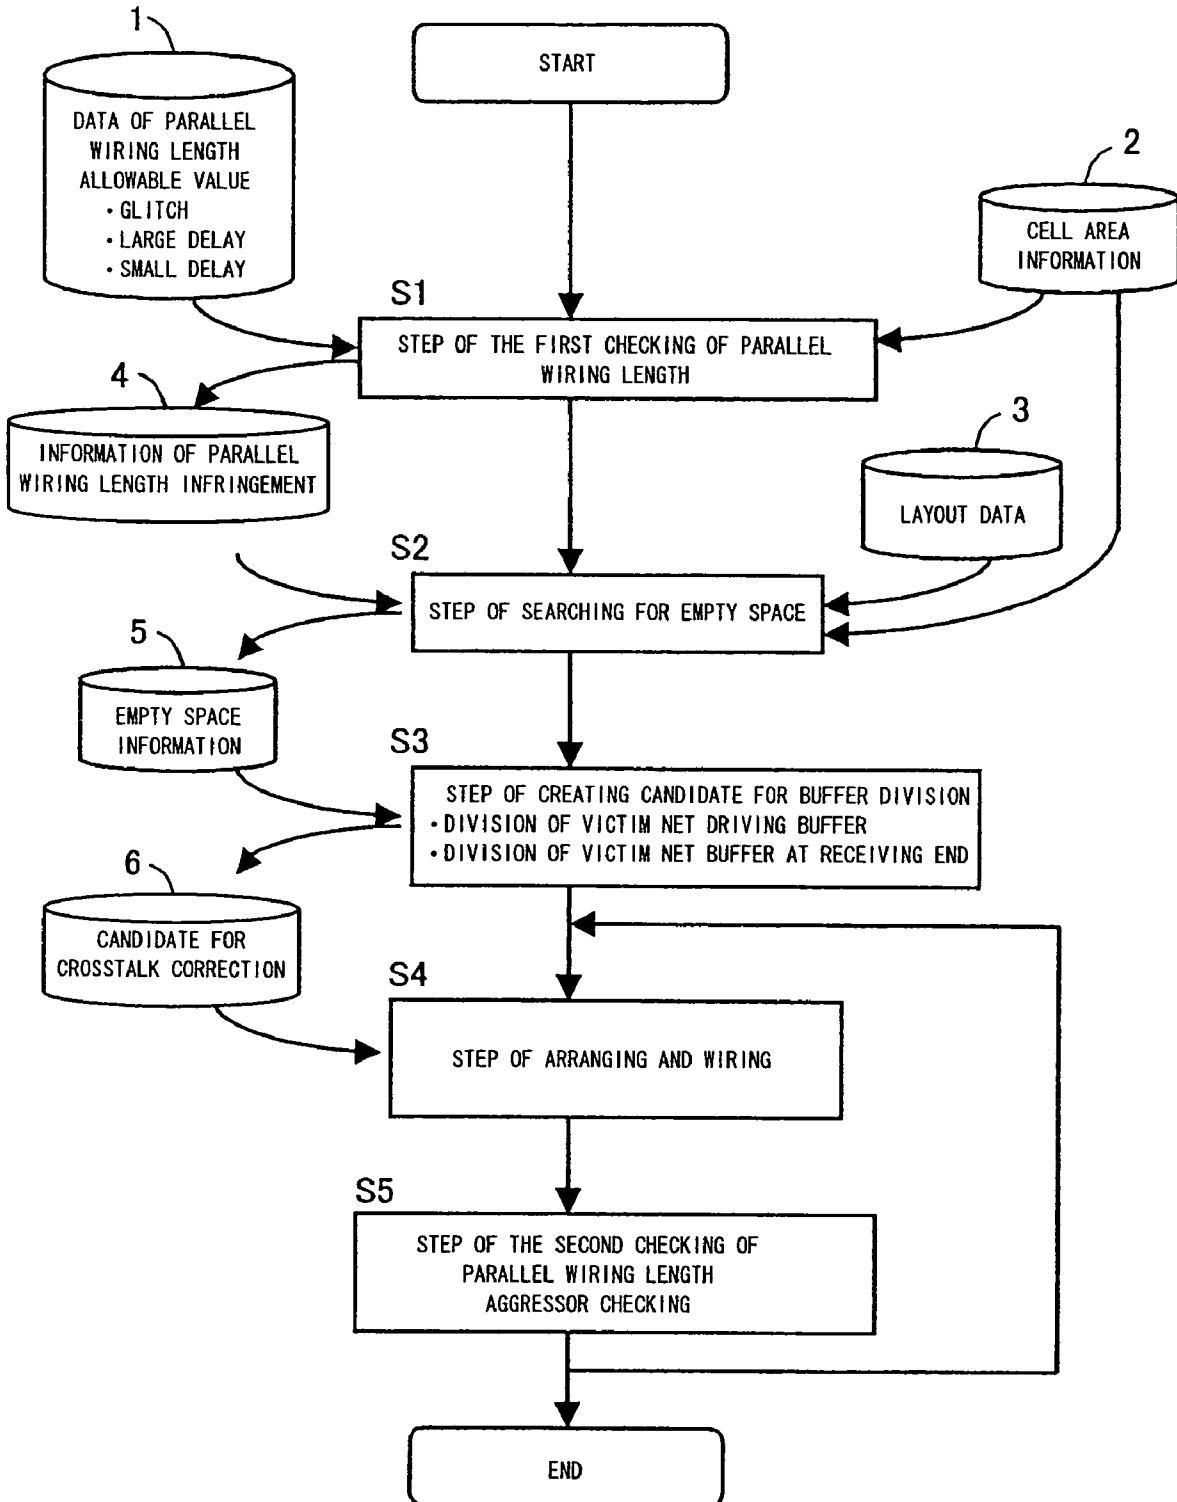 1
START
DATA OF PARALLEL
WIRING LENGTH
ALLOWABLE VALUE
・GLITCH
・LARGE DELAY
・SMALL DELAY
2
CELL AREA
INFORMATION
S1
STEP OF THE FIRST CHECKING OF PARALLEL
WIRING LENGTH
4
INFORMATION OF PARALLEL
WIRING LENGTH INFRINGEMENT
3
LAYOUT DATA
S2
STEP OF SEARCHING FOR EMPTY SPACE
5
EMPTY SPACE
INFORMATION
S3
STEP OF CREATING CANDIDATE FOR BUFFER DIVISION
・DIVISION OF VICTIM NET DRIVING BUFFER
・DIVISION OF VICTIM NET BUFFER AT RECEIVING END
6
CANDIDATE FOR
CROSSTALK CORRECTION
S4
STEP OF ARRANGING AND WIRING
S5
STEP OF THE SECOND CHECKING OF
PARALLEL WIRING LENGTH
AGGRESSOR CHECKING
END